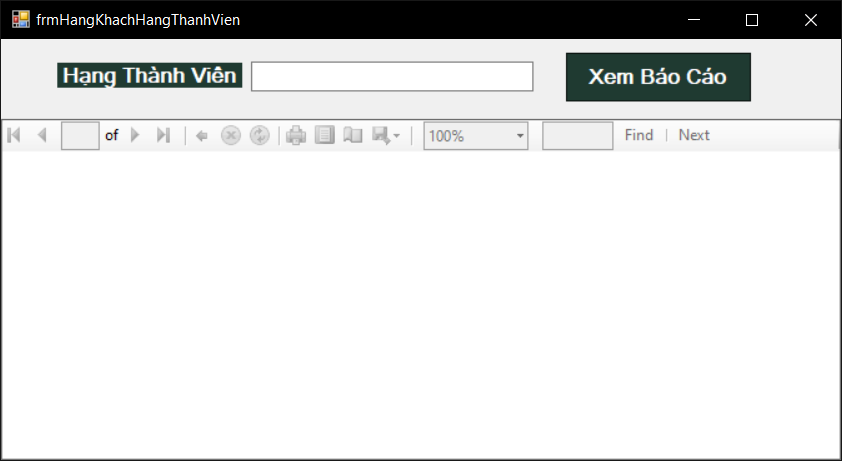 frmHangKhachHangThanhVien
Hạng Thành Viên
Xem Báo Cáo
of 100% Find Next